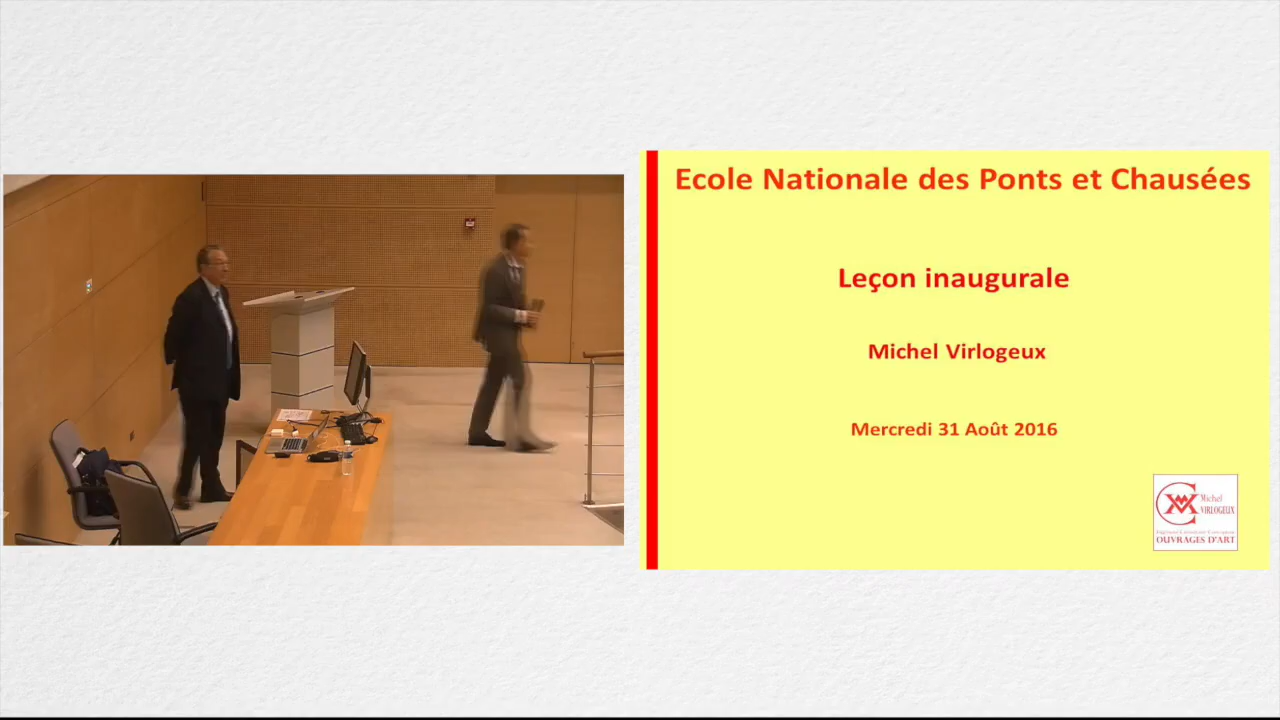 Ecole Nationale des Ponts et Chausées
Leçon inaugurale
Michel Virlogeux
Mercredi 31 Août 2016
Michel
VIRLOGEUX
OUVRAGES D'ART